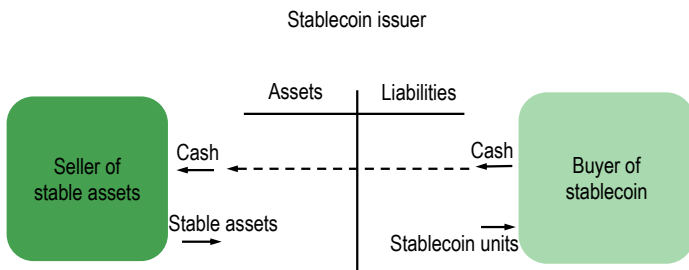 Stablecoin issuer
Assets
Liabilities
Seller of
stable assets
Cash
Stable assets
Cash
Stablecoin units
Buyer of
stablecoin